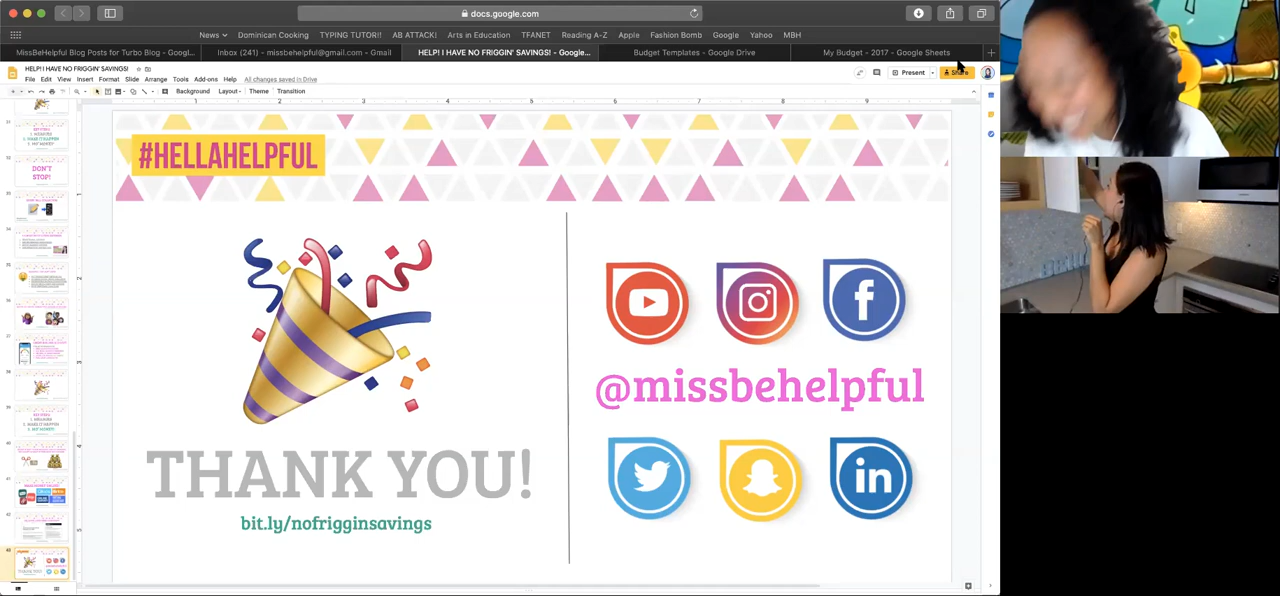 docs.google.com
News
Dominican Cooking
TYPING TUTOR!!
AB ATTACK!
Arts in Education
TFANET
Reading A-Z
Apple
Fashion Bomb
Google
Yahoo
MBH
MissBeHelpful Blog Posts for Turbo Blog - Googl...
Inbox (241) - missbehelpful@gmail.com - Gmail
HELP! I HAVE NO FRIGGIN' SAVINGS! - Google...
Budget Templates - Google Drive
My Budget - 2017 - Google Sheets
HELP! I HAVE NO FRIGGIN' SAVINGS!
File Edit View Insert Format Slide Arrange Tools Add-ons Help All changes saved in Drive
Present
Share
Background Layout Theme Transition
DON'T
STOP!
#HELLAHELPFUL
@missbehelpful
in
THANK YOU!
bit.ly/nofrigginsavings